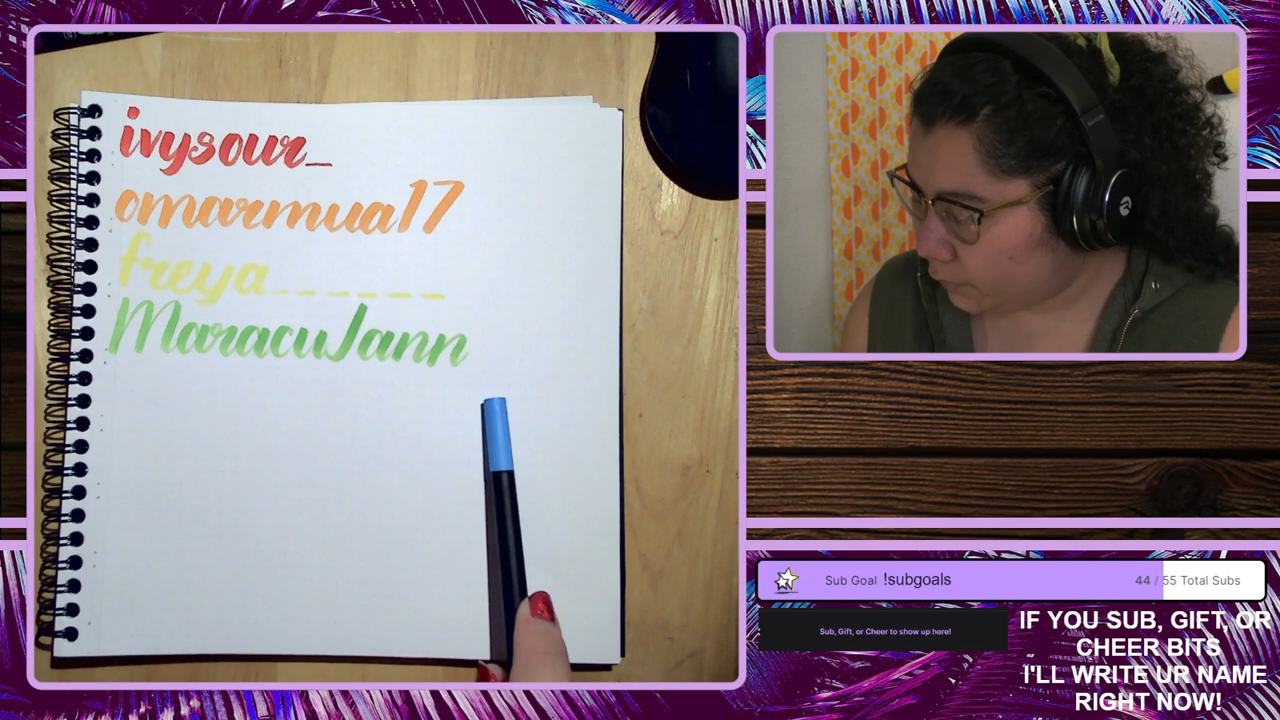 ivysour_
omarmua17
freya______
MaracuJann
Sub Goal !subgoals
44 / 55 Total Subs
Sub, Gift, or Cheer to show up here!
IF YOU SUB, GIFT, OR
CHEER BITS
I'LL WRITE UR NAME
RIGHT NOW!